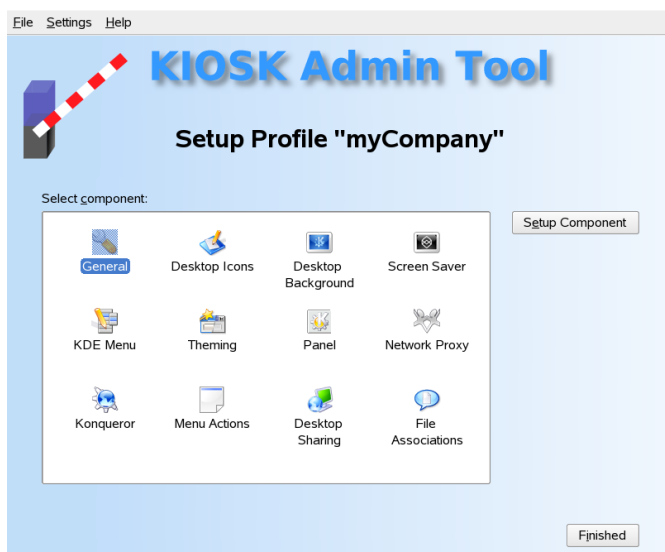 File Settings Help
KIOSK Admin Tool
Setup Profile "myCompany"
Select component:
Setup Component
General Desktop Icons Desktop Background Screen Saver
KDE Menu Theming Panel Network Proxy
Konqueror Menu Actions Desktop Sharing File Associations
Finished